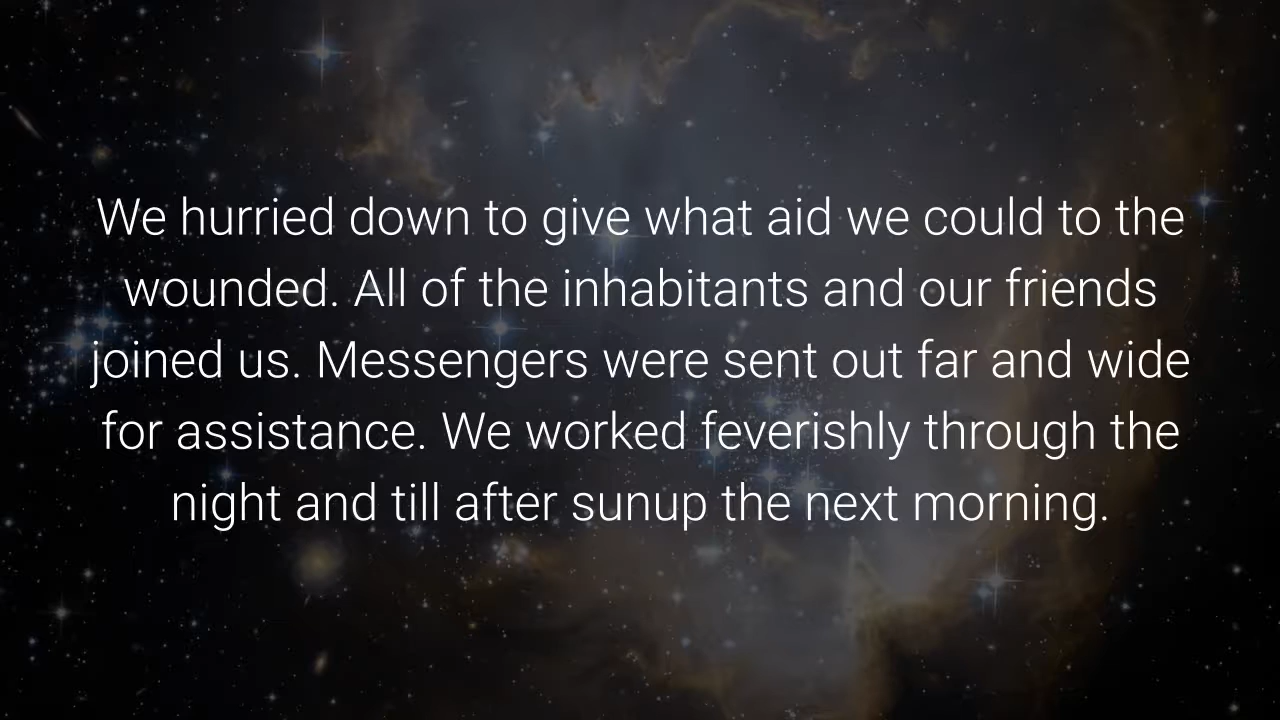 We hurried down to give what aid we could to the
wounded. All of the inhabitants and our friends
joined us. Messengers were sent out far and wide
for assistance. We worked feverishly through the
night and till after sunup the next morning.